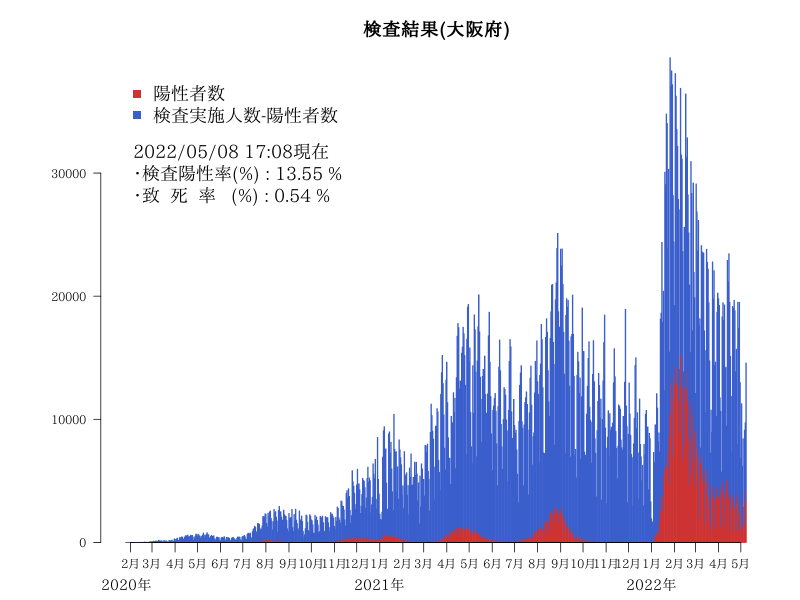 検査結果(大阪府)
陽性者数
検査実施人数-陽性者数
2022/05/08 17:08現在
・検査陽性率(%) : 13.55 %
・致 死 率 (%) : 0.54 %
30000
20000
10000
0
2月 3月 4月 5月 6月 7月 8月 9月 10月 11月 12月 1月 2月 3月 4月 5月 6月 7月 8月 9月 10月 11月 12月 1月 2月 3月 4月 5月
2020年 2021年 2022年